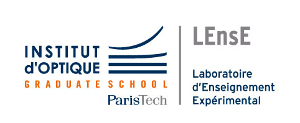 INSTITUT
d'OPTIQUE
GRADUATE SCHOOL
ParisTech
LEnsE
Laboratoire
d'Enseignement
Expérimental